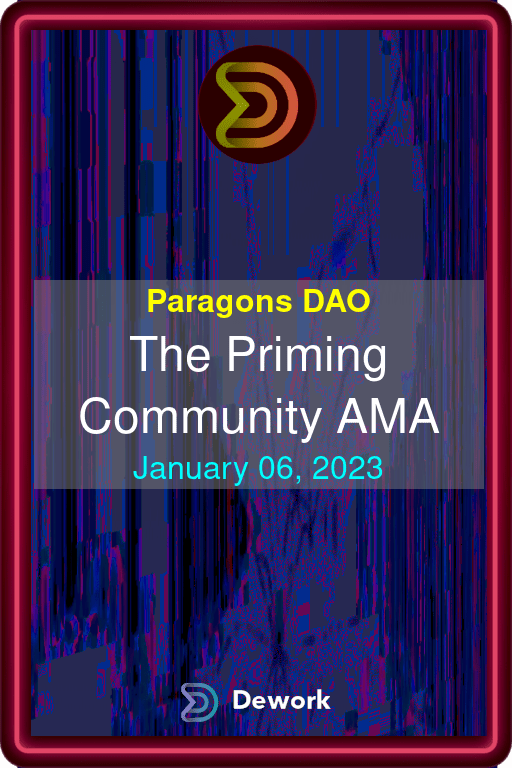 Paragons DAO
The Priming
Community AMA
January 06, 2023
Dework